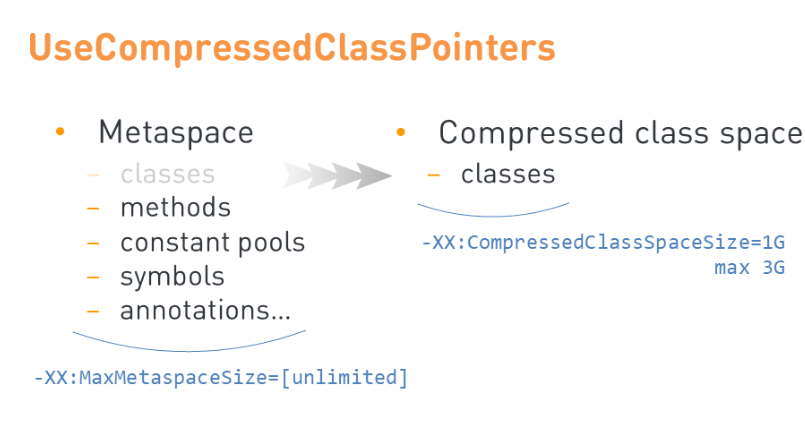 UseCompressedClassPointers
• Metaspace
– classes
– methods
– constant pools
– symbols
– annotations...
-XX:MaxMetaspaceSize=[unlimited]
• Compressed class space
– classes
-XX:CompressedClassSpaceSize=1G
max 3G